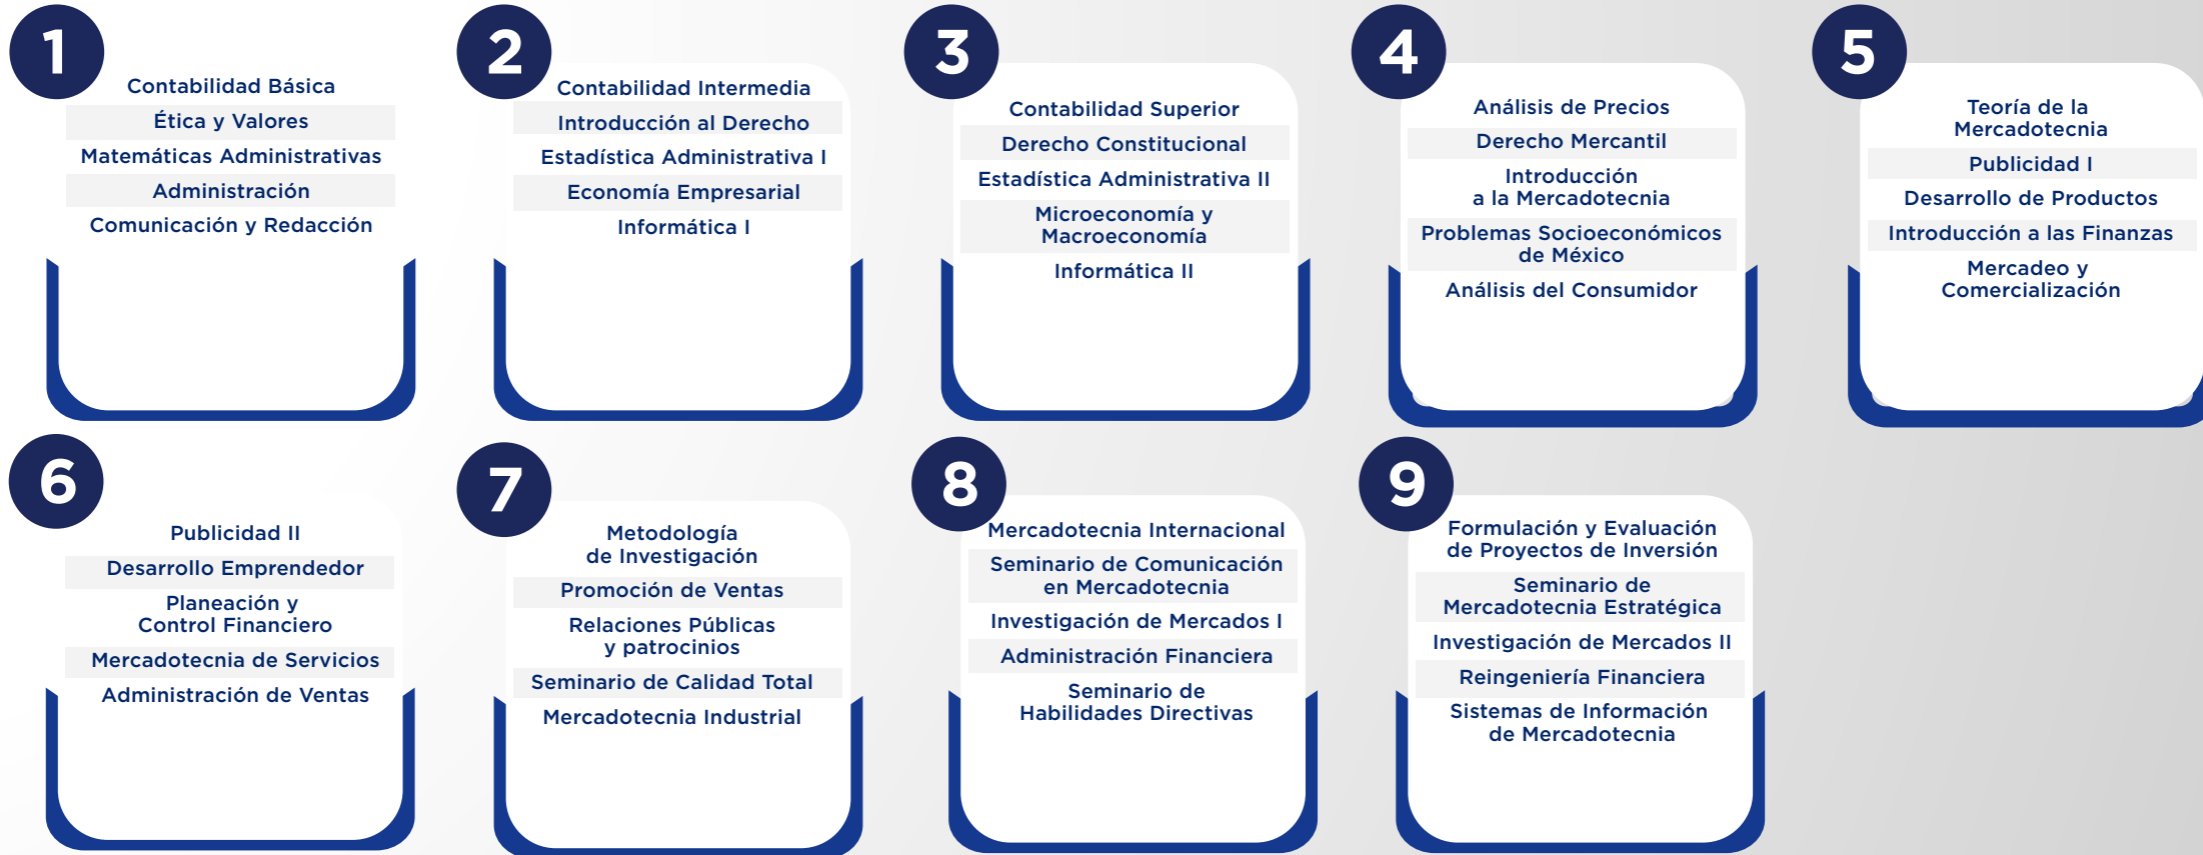 1
Contabilidad Básica
Ética y Valores
Matemáticas Administrativas
Administración
Comunicación y Redacción
2
Contabilidad Intermedia
Introducción al Derecho
Estadística Administrativa I
Economía Empresarial
Informática I
3
Contabilidad Superior
Derecho Constitucional
Estadística Administrativa II
Microeconomía y
Macroeconomía
Informática II
4
Análisis de Precios
Derecho Mercantil
Introducción
a la Mercadotecnia
Problemas Socioeconómicos
de México
Análisis del Consumidor
5
Teoría de la
Mercadotecnia
Publicidad I
Desarrollo de Productos
Introducción a las Finanzas
Mercadeo y
Comercialización
6
Publicidad II
Desarrollo Emprendedor
Planeación y
Control Financiero
Mercadotecnia de Servicios
Administración de Ventas
7
Metodología
de Investigación
Promoción de Ventas
Relaciones Públicas
y patrocinios
Seminario de Calidad Total
Mercadotecnia Industrial
8
Mercadotecnia Internacional
Seminario de Comunicación
en Mercadotecnia
Investigación de Mercados I
Administración Financiera
Seminario de
Habilidades Directivas
9
Formulación y Evaluación
de Proyectos de Inversión
Seminario de
Mercadotecnia Estratégica
Investigación de Mercados II
Reingeniería Financiera
Sistemas de Información
de Mercadotecnia